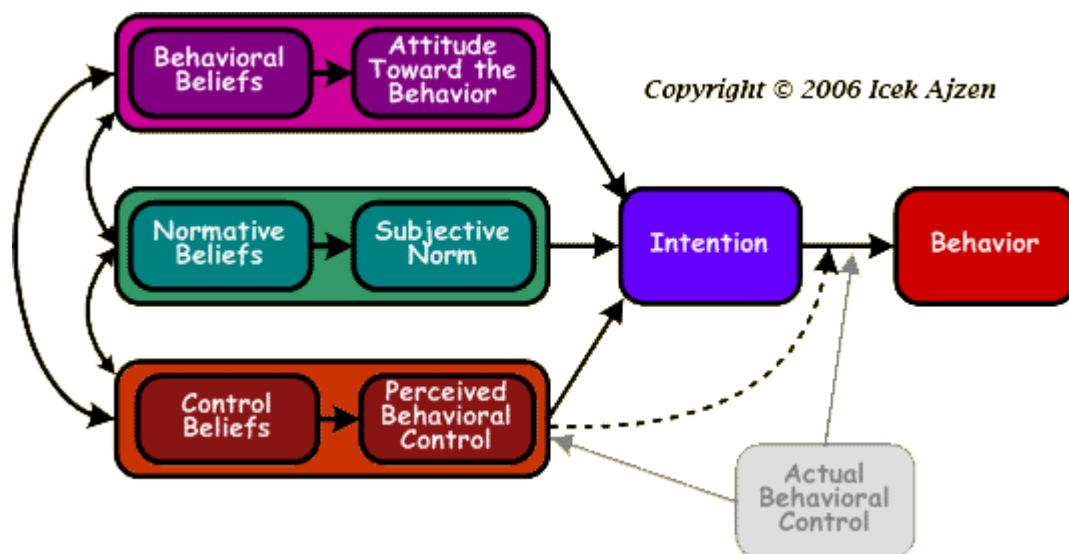 Behavioral
Beliefs
Attitude
Toward the
Behavior
Copyright © 2006 Icek Ajzen
Normative
Beliefs
Subjective
Norm
Intention
Behavior
Control
Beliefs
Perceived
Behavioral
Control
Actual
Behavioral
Control